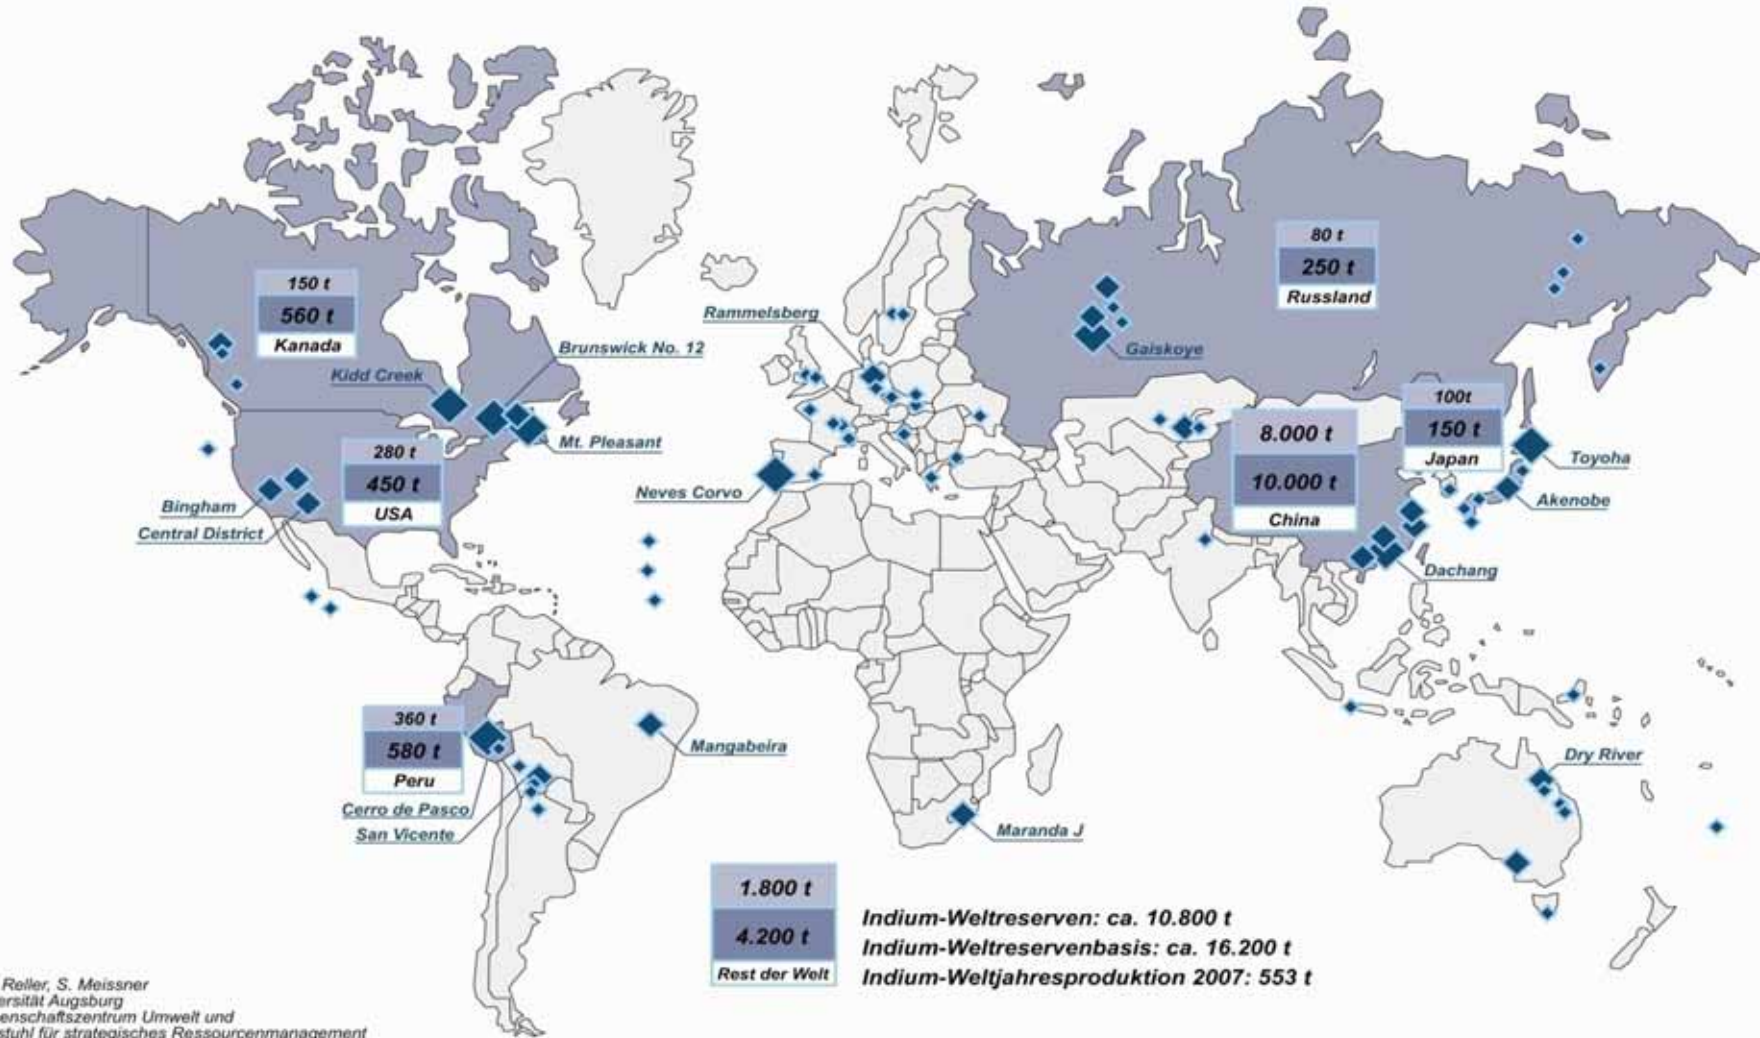 80 t
250 t
Russland
150 t
560 t
Kanada
Rammelsberg
Brunswick No. 12
Gaiskoye
Kidd Creek
100t
150 t
Japan
8.000 t
10.000 t
China
Mt. Pleasant
280 t
450 t
USA
Toyoha
Neves Corvo
Bingham
Akenobe
Central District
Dachang
360 t
580 t
Peru
Mangabeira
Dry River
Cerro de Pasco
San Vicente
Maranda J
1.800 t
4.200 t
Rest der Welt
Indium-Weltreserven: ca. 10.800 t
Indium-Weltreservenbasis: ca. 16.200 t
Indium-Weltjahresproduktion 2007: 553 t
Reller, S. Meissner
ersität Augsburg
enschaftszentrum Umwelt und
stuhl für strategisches Ressourcenmanagement